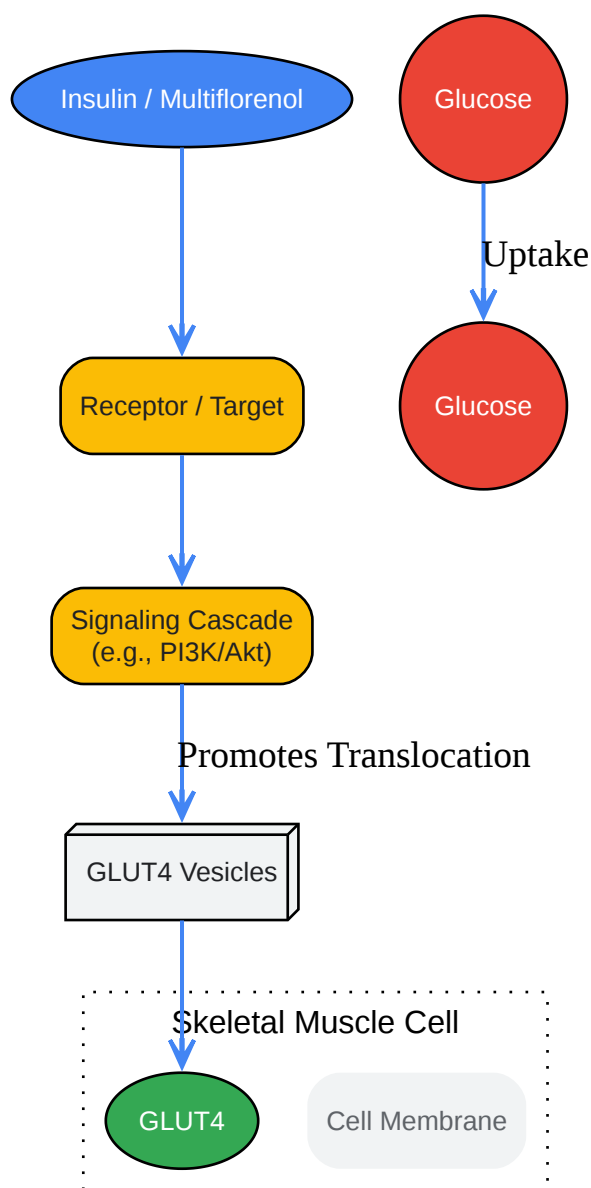 Insulin / Multiflorenol
Glucose
Uptake
Receptor / Target
Glucose
Signaling Cascade
(e.g., PI3K/Akt)
Promotes Translocation
GLUT4 Vesicles
Skeletal Muscle Cell
GLUT4
Cell Membrane